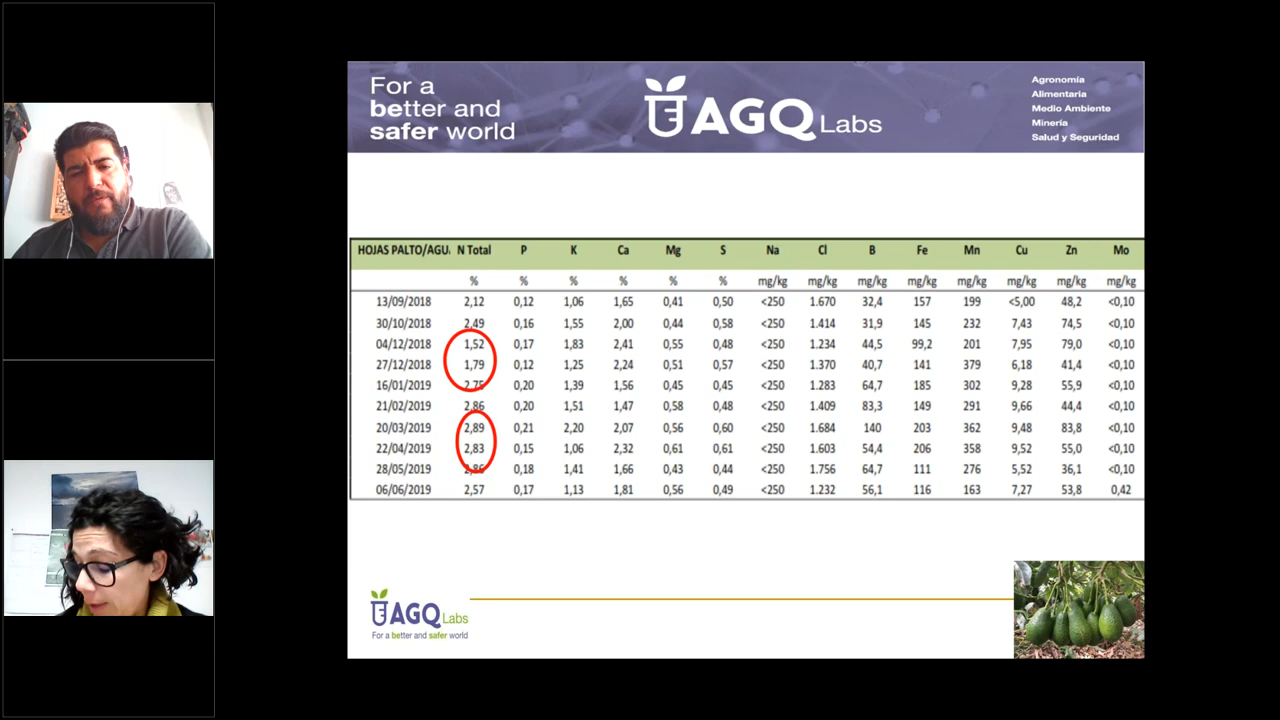 For a
better and
safer world
AGQ Labs
Agronomía
Alimentaria
Medio Ambiente
Minería
Salud y Seguridad
HOJAS PALTO/AGU N Total P K Ca Mg S Na Cl B Fe Mn Cu Zn Mo
% % % % % % mg/kg mg/kg mg/kg mg/kg mg/kg mg/kg mg/kg mg/kg
13/09/2018 2,12 0,12 1,06 1,65 0,41 0,50 <250 1.670 32,4 157 199 <5,00 48,2 <0,10
30/10/2018 2,49 0,16 1,55 2,00 0,44 0,58 <250 1.414 31,9 145 232 7,43 74,5 <0,10
04/12/2018 1,52 0,17 1,83 2,41 0,55 0,48 <250 1.234 44,5 99,2 201 7,95 79,0 <0,10
27/12/2018 1,79 0,12 1,25 2,24 0,51 0,57 <250 1.370 40,7 141 379 6,18 41,4 <0,10
16/01/2019 2,75 0,20 1,39 1,56 0,45 0,45 <250 1.283 64,7 185 302 9,28 55,9 <0,10
21/02/2019 2,86 0,20 1,51 1,47 0,58 0,48 <250 1.409 83,3 149 291 9,66 44,4 <0,10
20/03/2019 2,89 0,21 2,20 2,07 0,56 0,60 <250 1.684 140 203 362 9,48 83,8 <0,10
22/04/2019 2,83 0,15 1,06 2,32 0,61 0,61 <250 1.603 54,4 206 358 9,52 55,0 <0,10
28/05/2019 2,86 0,18 1,41 1,66 0,43 0,44 <250 1.756 64,7 111 276 5,52 36,1 <0,10
06/06/2019 2,57 0,17 1,13 1,81 0,56 0,49 <250 1.232 56,1 116 163 7,27 53,8 0,42
AGQ Labs
For a better and safer world